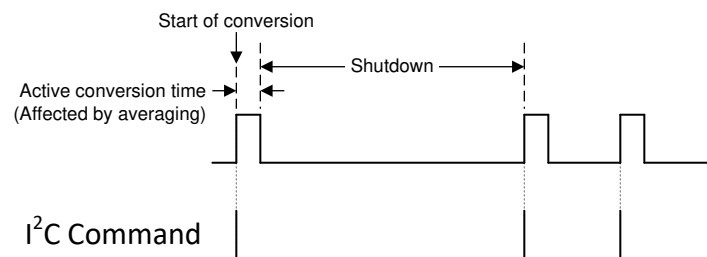 Start of conversion
Shutdown
Active conversion time
(Affected by averaging)
I²C Command